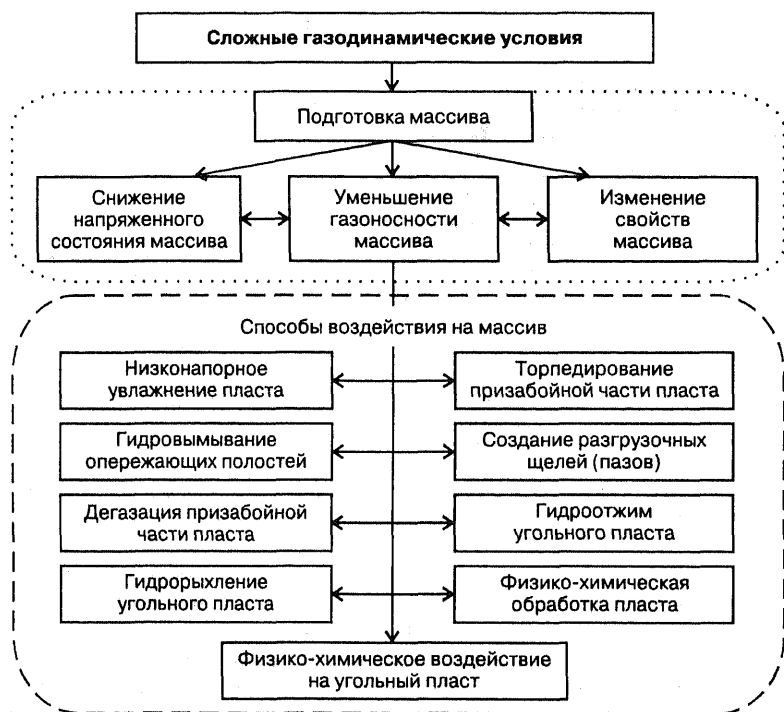 Сложные газодинамические условия
Подготовка массива
Снижение
напряженного
состояния массива
Уменьшение
газоносности
массива
Изменение
свойств
массива
Способы воздействия на массив
Низконапорное
увлажнение пласта
Торпедирование
призабойной части пласта
Гидровымывание
опережающих полостей
Создание разгрузочных
щелей (пазов)
Дегазация призабойной
части пласта
Гидроотжим
угольного пласта
Гидрорыхление
угольного пласта
Физико-химическая
обработка пласта
Физико-химическое воздействие
на угольный пласт